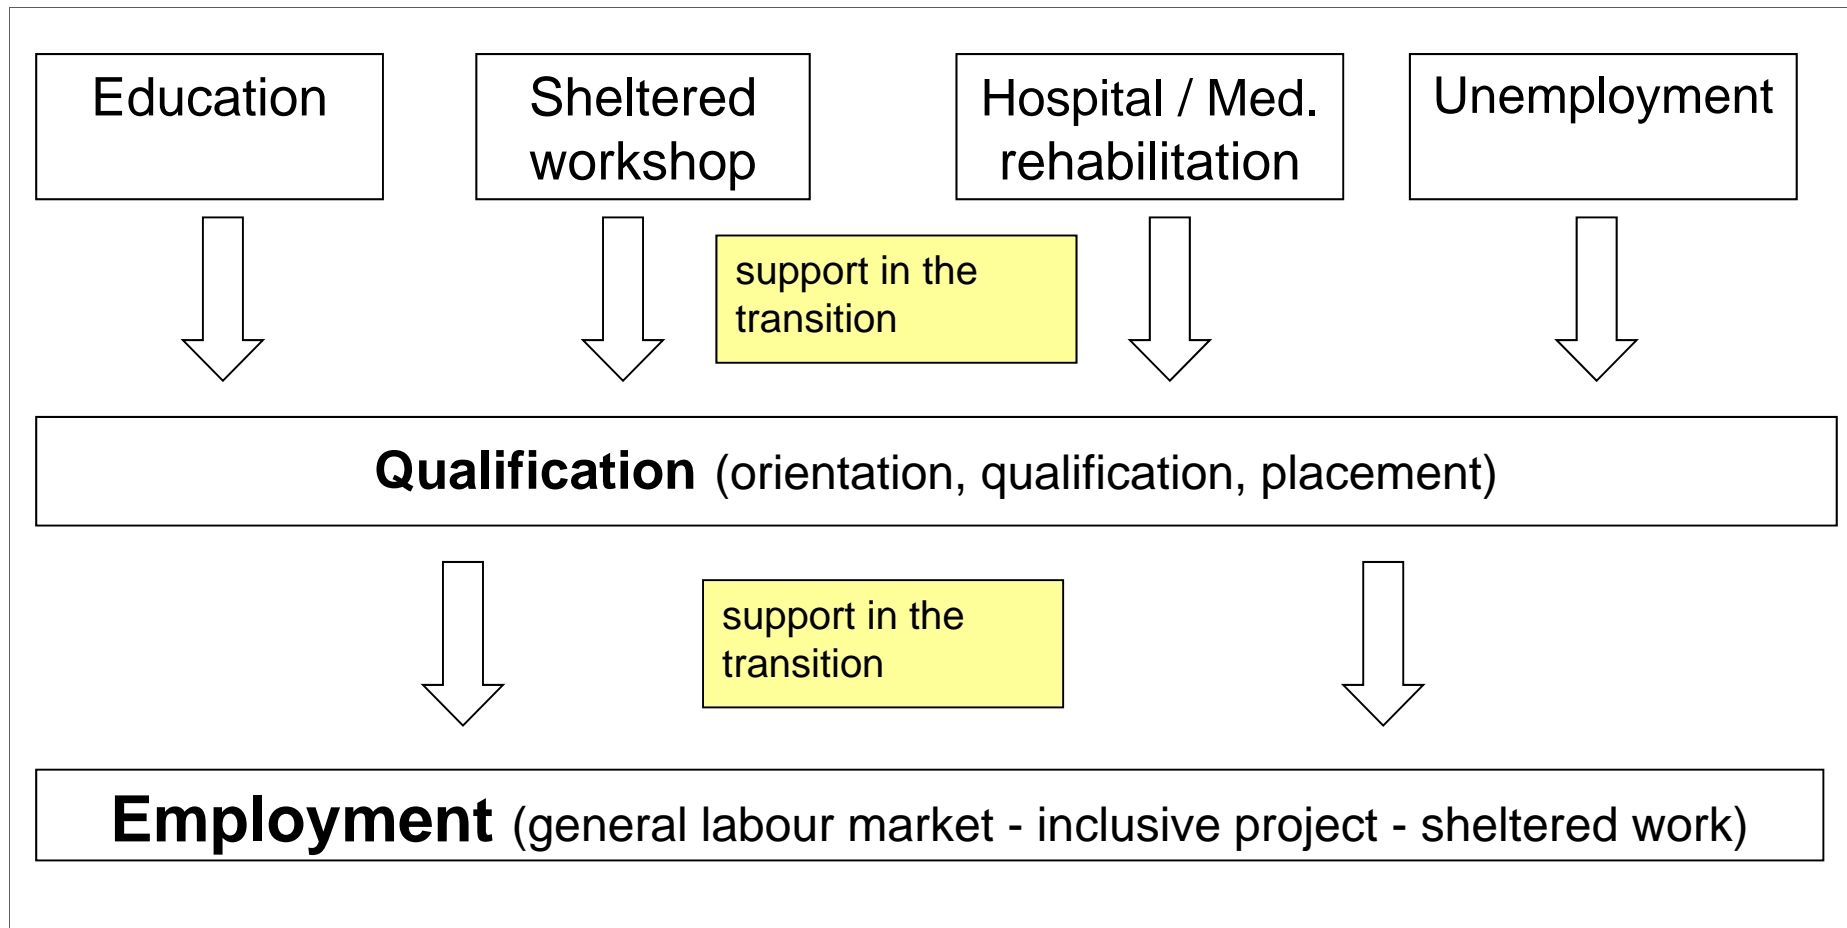 Education
Sheltered
workshop
Hospital / Med.
rehabilitation
Unemployment
support in the
transition
Qualification (orientation, qualification, placement)
support in the
transition
Employment (general labour market - inclusive project - sheltered work)